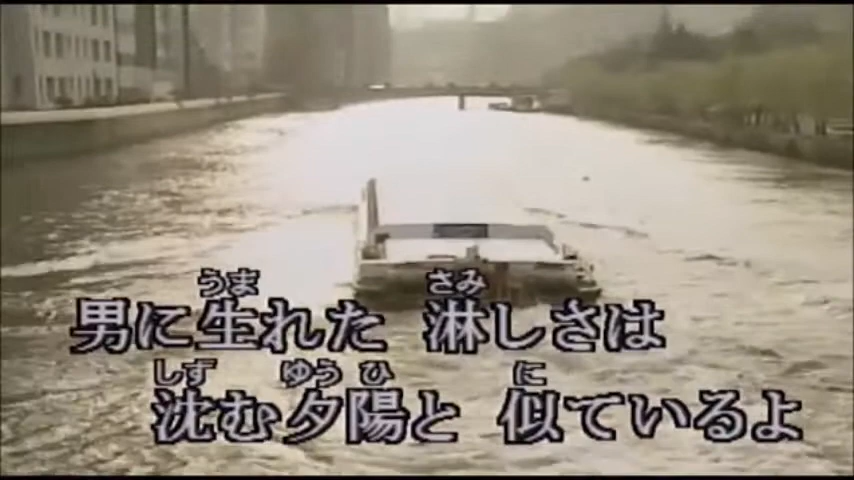 うま さみ
男に生れた 淋しさは
しず ゆう ひ に
沈む夕陽と 似ているよ